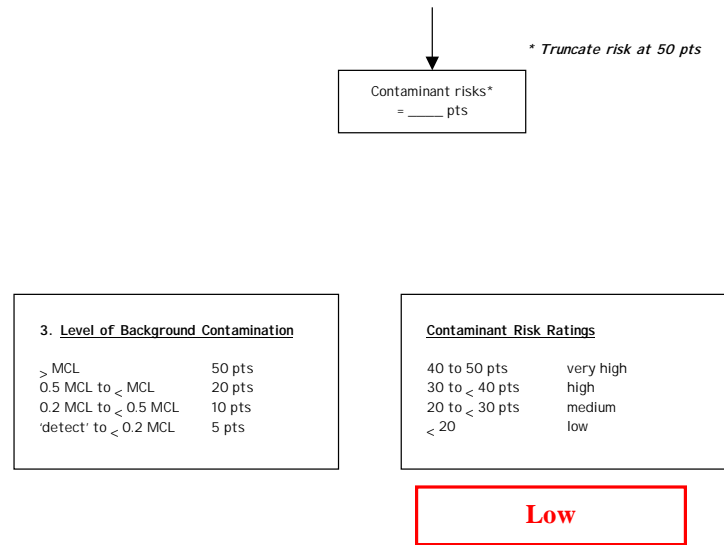 * Truncate risk at 50 pts
Contaminant risks*
= _____ pts
3. Level of Background Contamination
> MCL 50 pts
0.5 MCL to < MCL 20 pts
0.2 MCL to < 0.5 MCL 10 pts
'detect' to < 0.2 MCL 5 pts
Contaminant Risk Ratings
40 to 50 pts very high
30 to < 40 pts high
20 to < 30 pts medium
< 20 low
Low